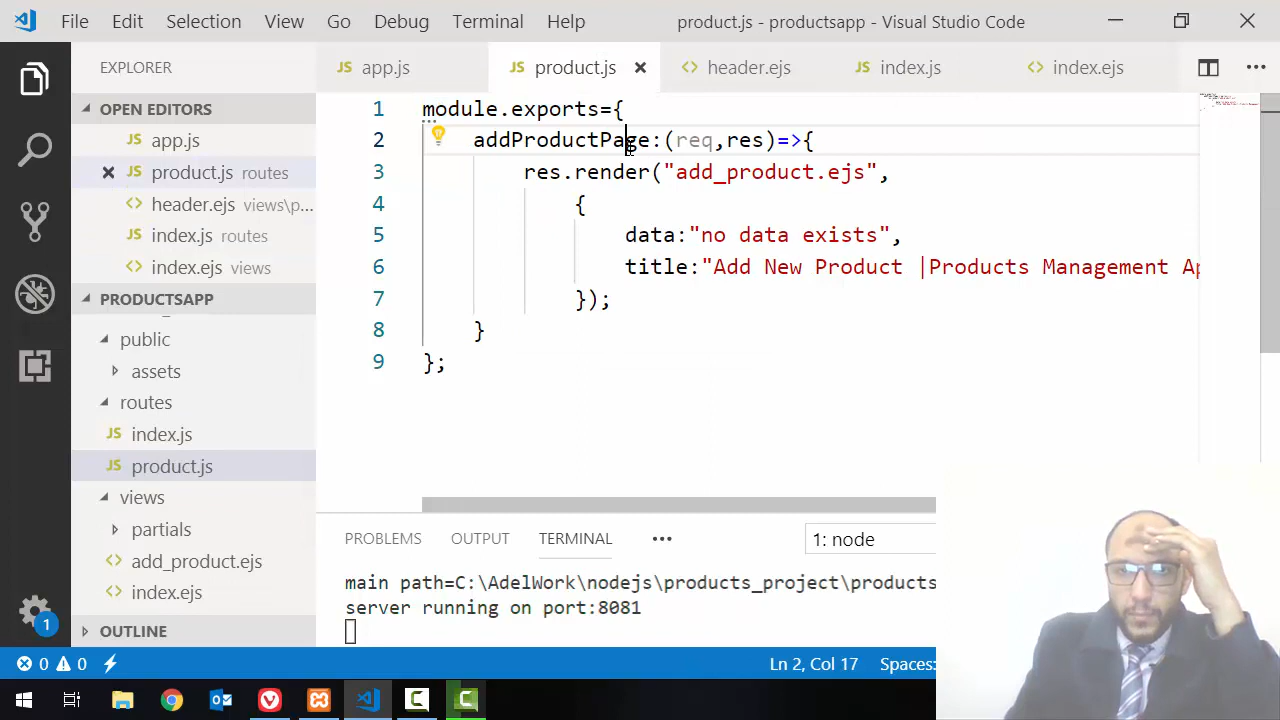 File Edit Selection View Go Debug Terminal Help product.js - productsapp - Visual Studio Code
EXPLORER
OPEN EDITORS
app.js
product.js routes
header.ejs views\p...
index.js routes
index.ejs views
PRODUCTSAPP
public
assets
routes
index.js
product.js
views
partials
add_product.ejs
index.ejs
OUTLINE
JS app.js JS product.js <> header.ejs JS index.js <> index.ejs
1 module.exports={
2 addProductPage:(req,res)=>{
3 res.render("add_product.ejs",
4 {
5 data:"no data exists",
6 title:"Add New Product |Products Management Ap
7 });
8 }
9 };
PROBLEMS OUTPUT TERMINAL ••• 1: node
main path=C:\AdelWork\nodejs\products_project\products
server running on port:8081
1
0 0 Ln 2, Col 17 Spaces: